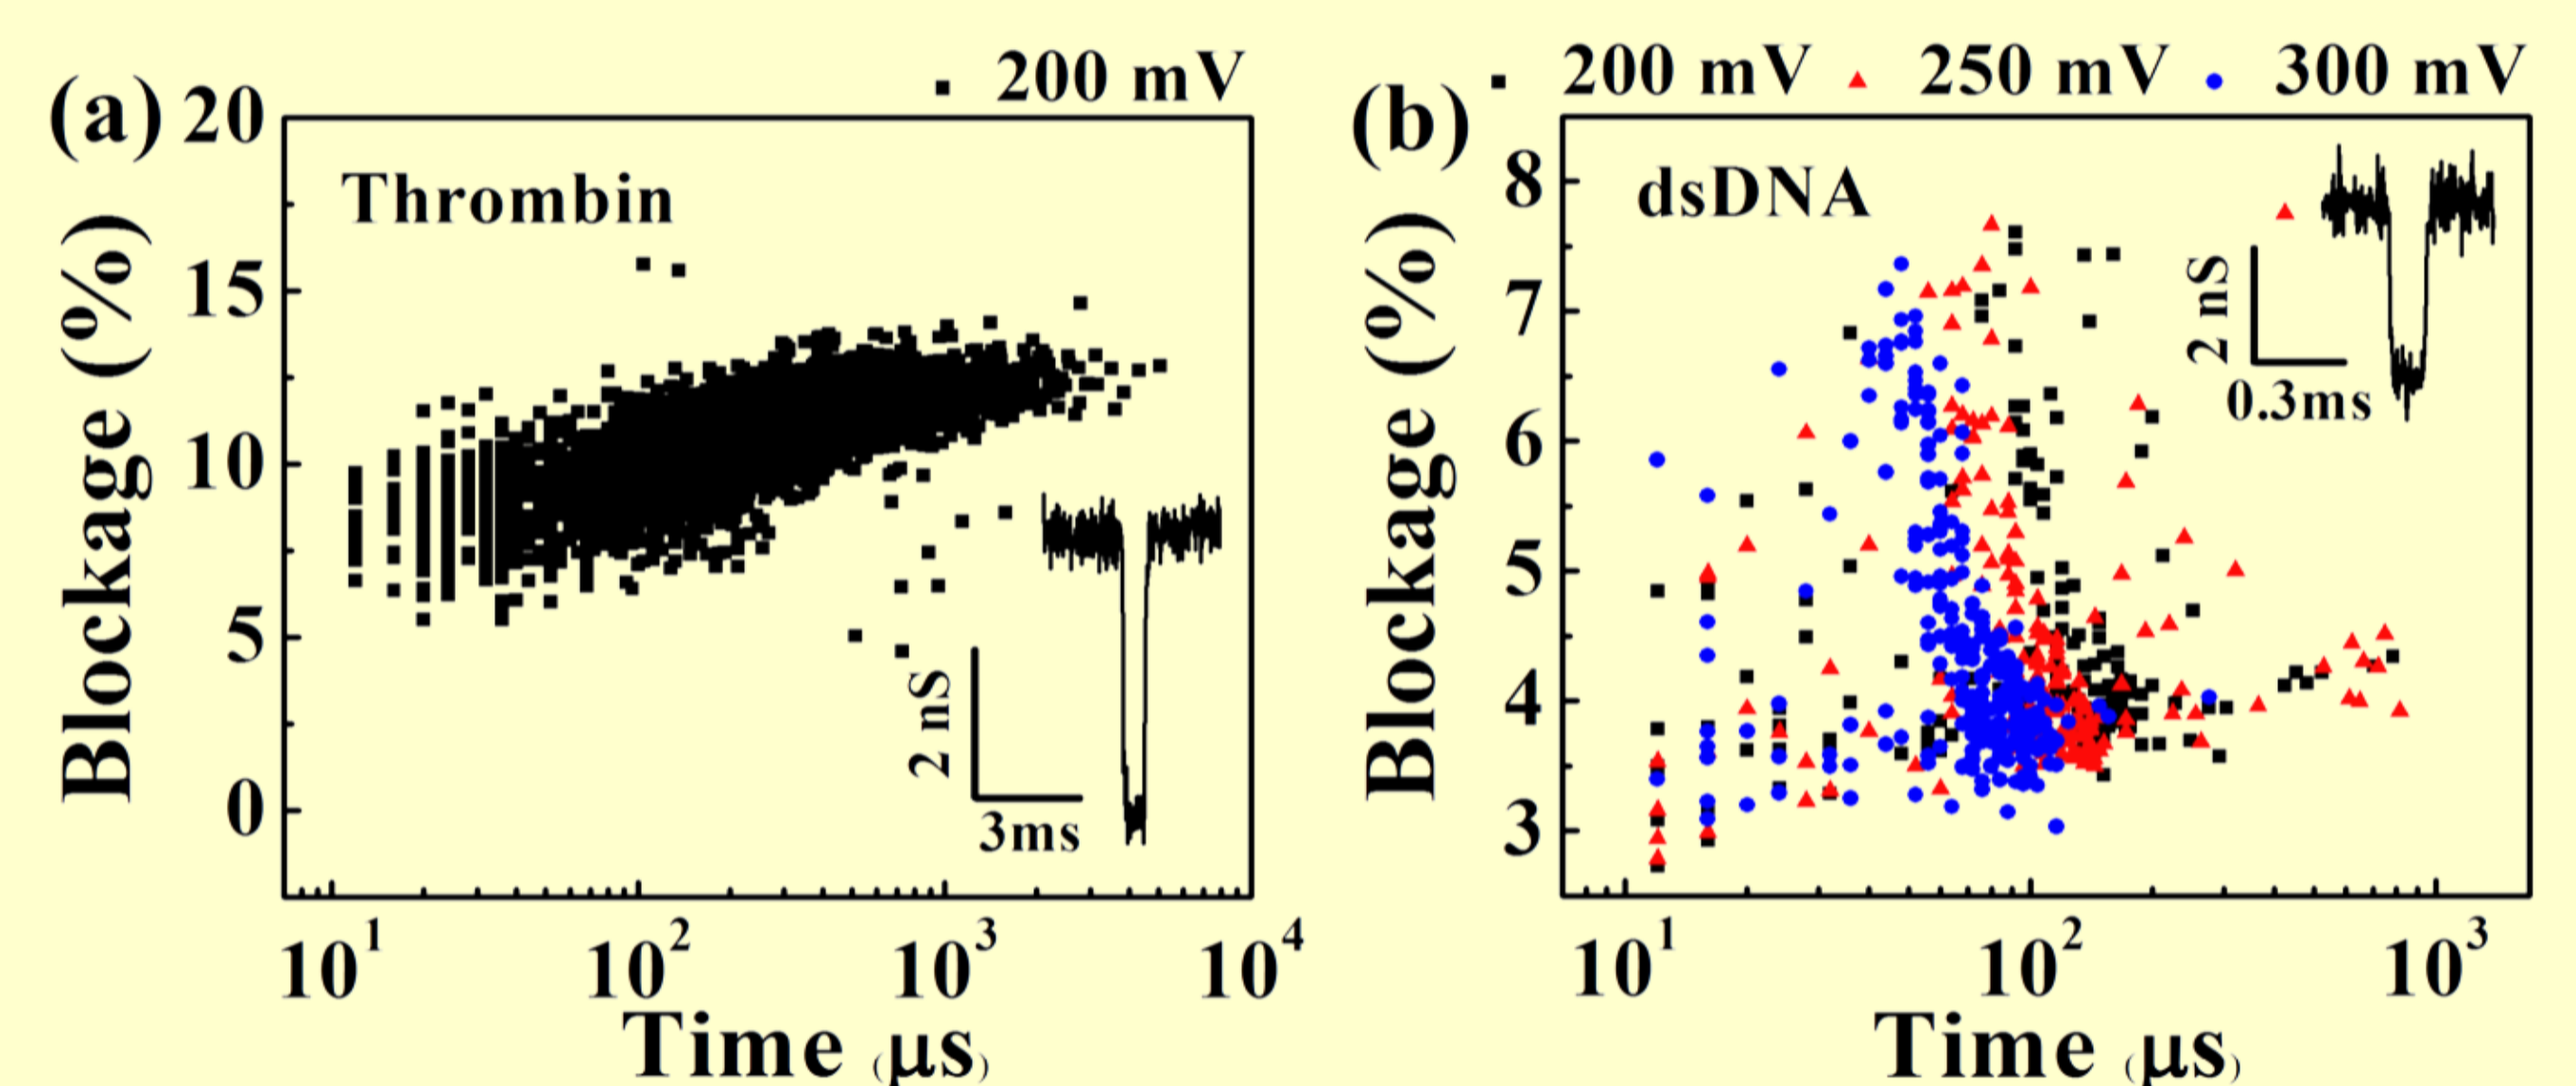 (a)
200 mV
Thrombin
Blockage (%)
20
15
10
5
0
2 nS
3ms
10¹ 10² 10³ 10⁴
Time (μs)
(b)
200 mV 250 mV 300 mV
dsDNA
Blockage (%)
8
7
6
5
4
3
2 nS
0.3ms
10¹ 10² 10³
Time (μs)